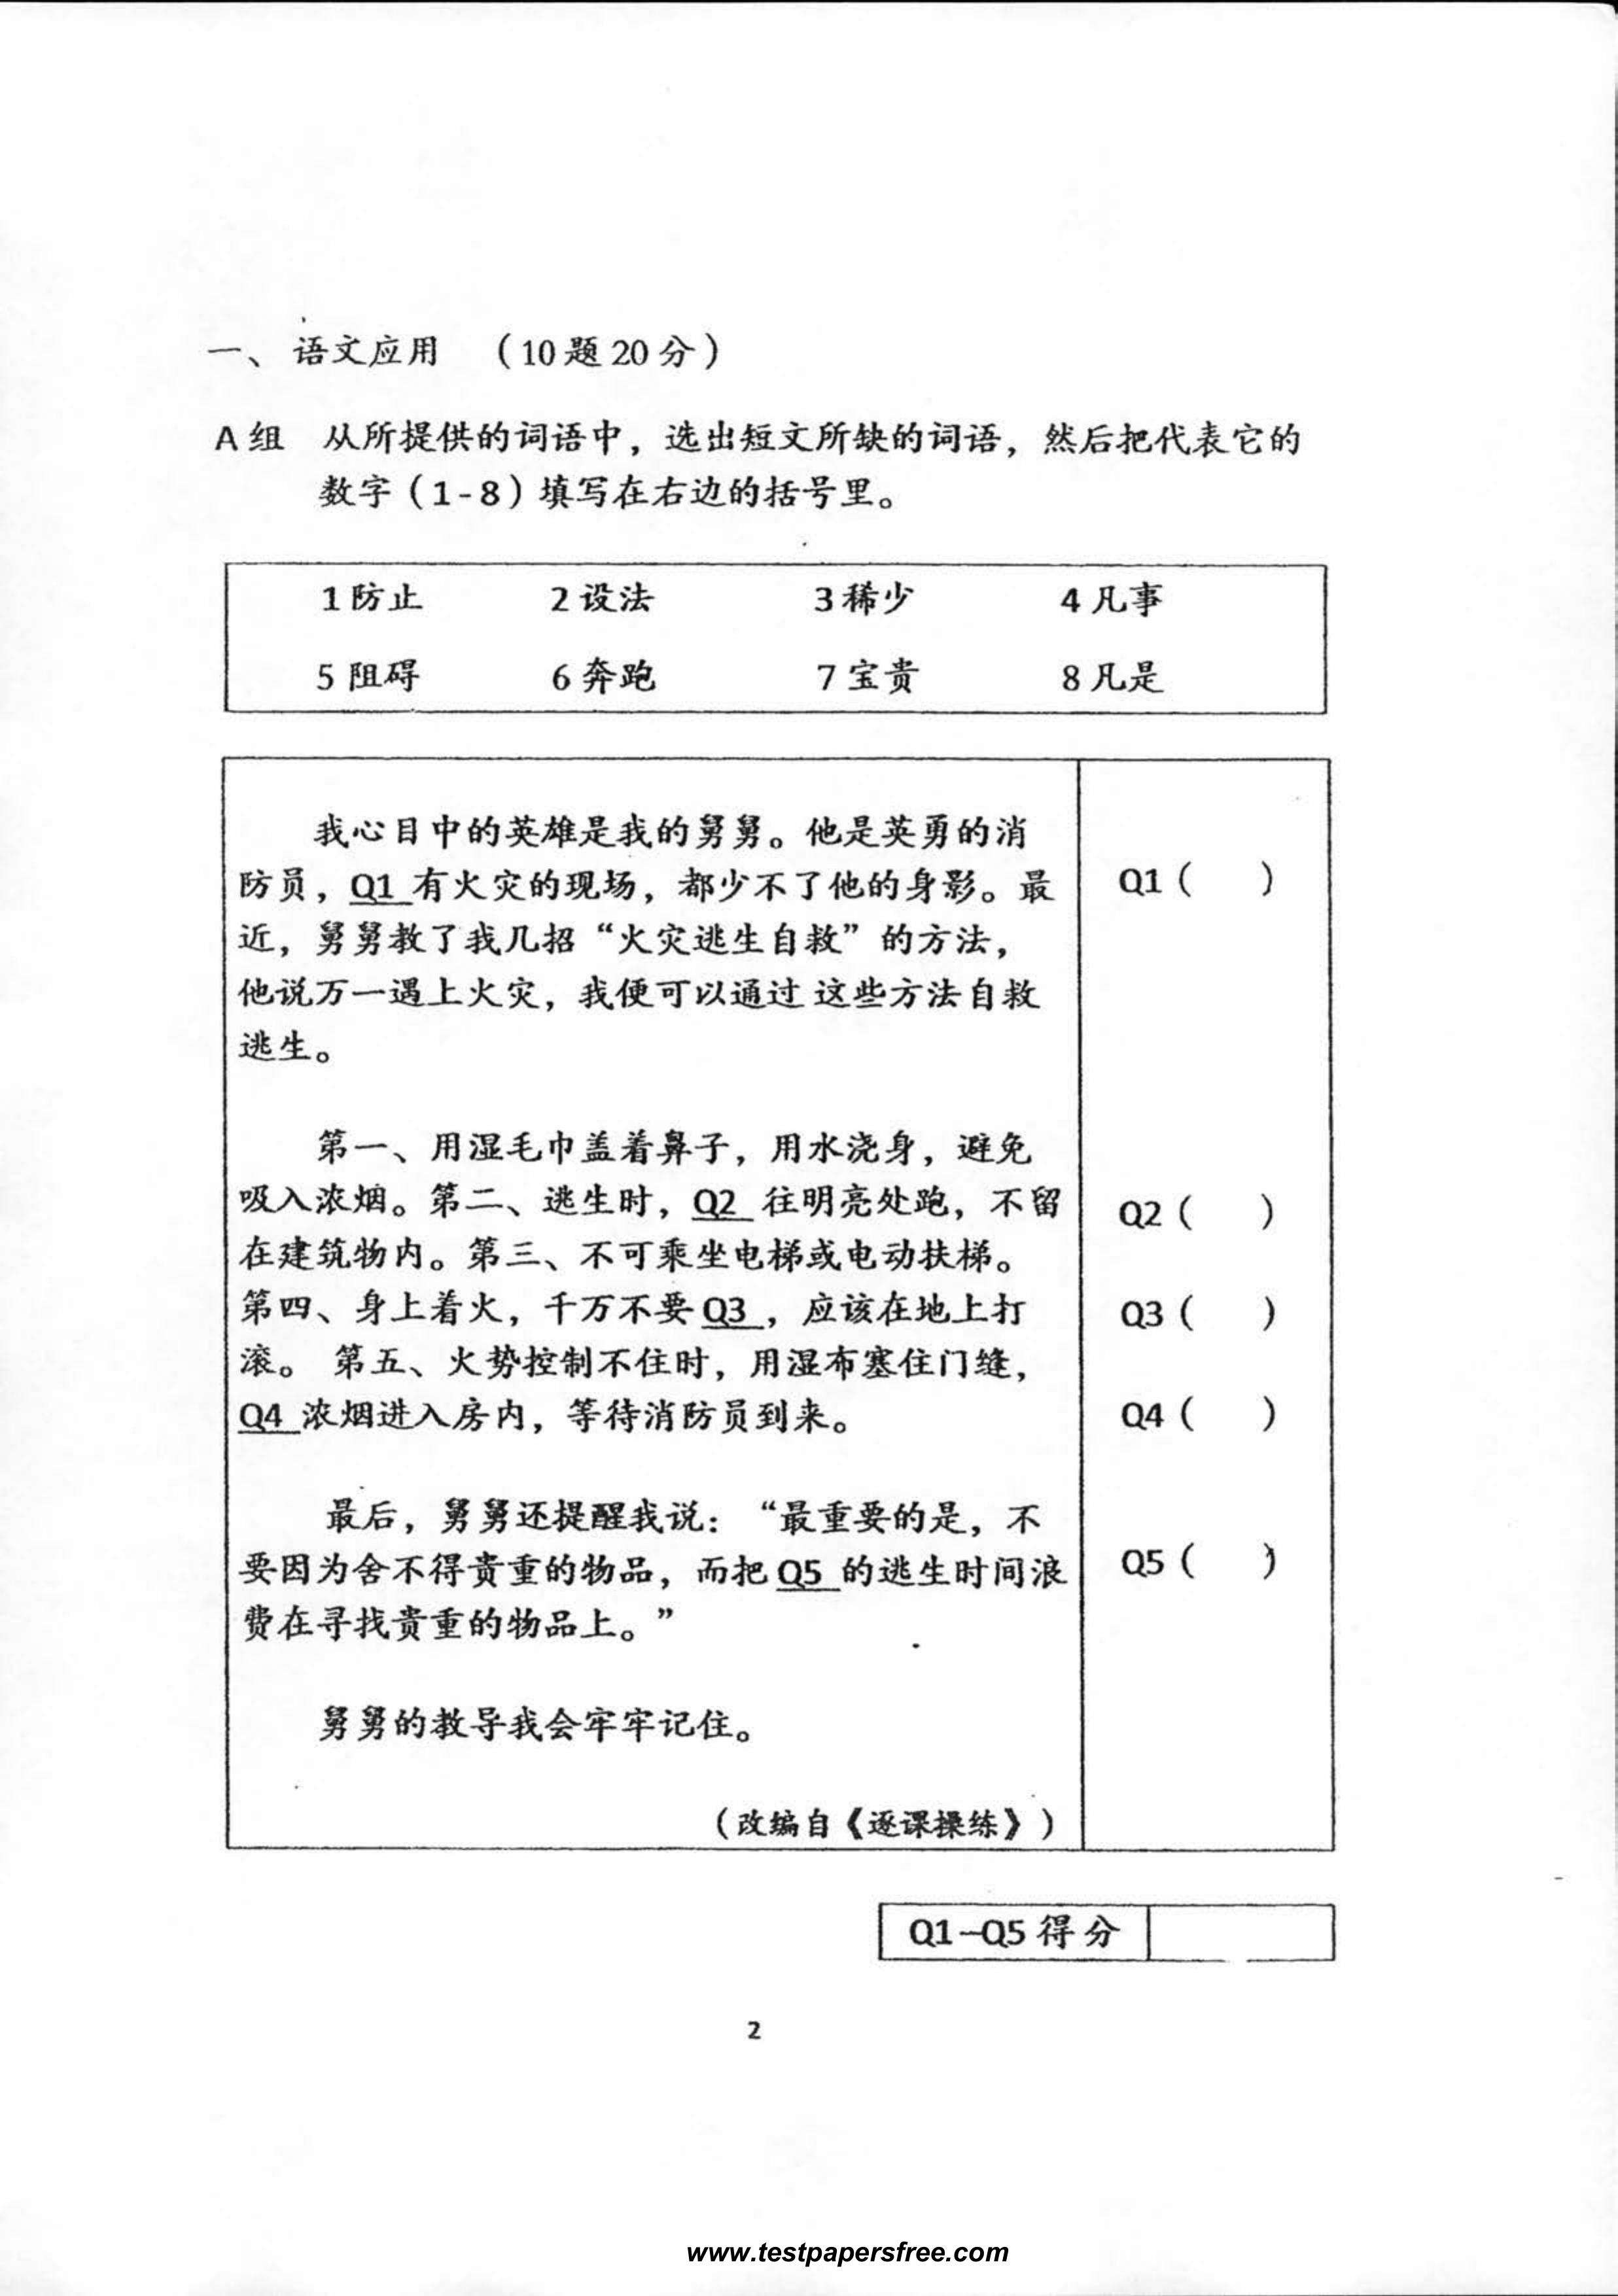 一、 语文应用 （10题20分）
A组 从所提供的词语中，选出短文所缺的词语，然后把代表它的
数字（1-8）填写在右边的括号里。
1防止 2设法 3稀少 4凡事
5阻碍 6奔跑 7宝贵 8凡是
我心目中的英雄是我的舅舅。他是英勇的消
防员，Q1 有火灾的现场，都少不了他的身影。最
近，舅舅教了我几招“火灾逃生自救”的方法，
他说万一遇上火灾，我便可以通过这些方法自救
逃生。
Q1（ ）
第一、用湿毛巾盖着鼻子，用水浇身，避免
吸入浓烟。第二、逃生时，Q2 往明亮处跑，不留
在建筑物内。第三、不可乘坐电梯或电动扶梯。
第四、身上着火，千万不要Q3 ，应该在地上打
滚。 第五、火势控制不住时，用湿布塞住门缝，
Q4 浓烟进入房内，等待消防员到来。
Q2（ ）
Q3（ ）
Q4（ ）
最后，舅舅还提醒我说：“最重要的是，不
要因为舍不得贵重的物品，而把Q5 的逃生时间浪
费在寻找贵重的物品上。”
Q5（ ）
舅舅的教导我会牢牢记住。
（改编自《逐课操练》）
Q1–Q5得分
2
www.testpapersfree.com